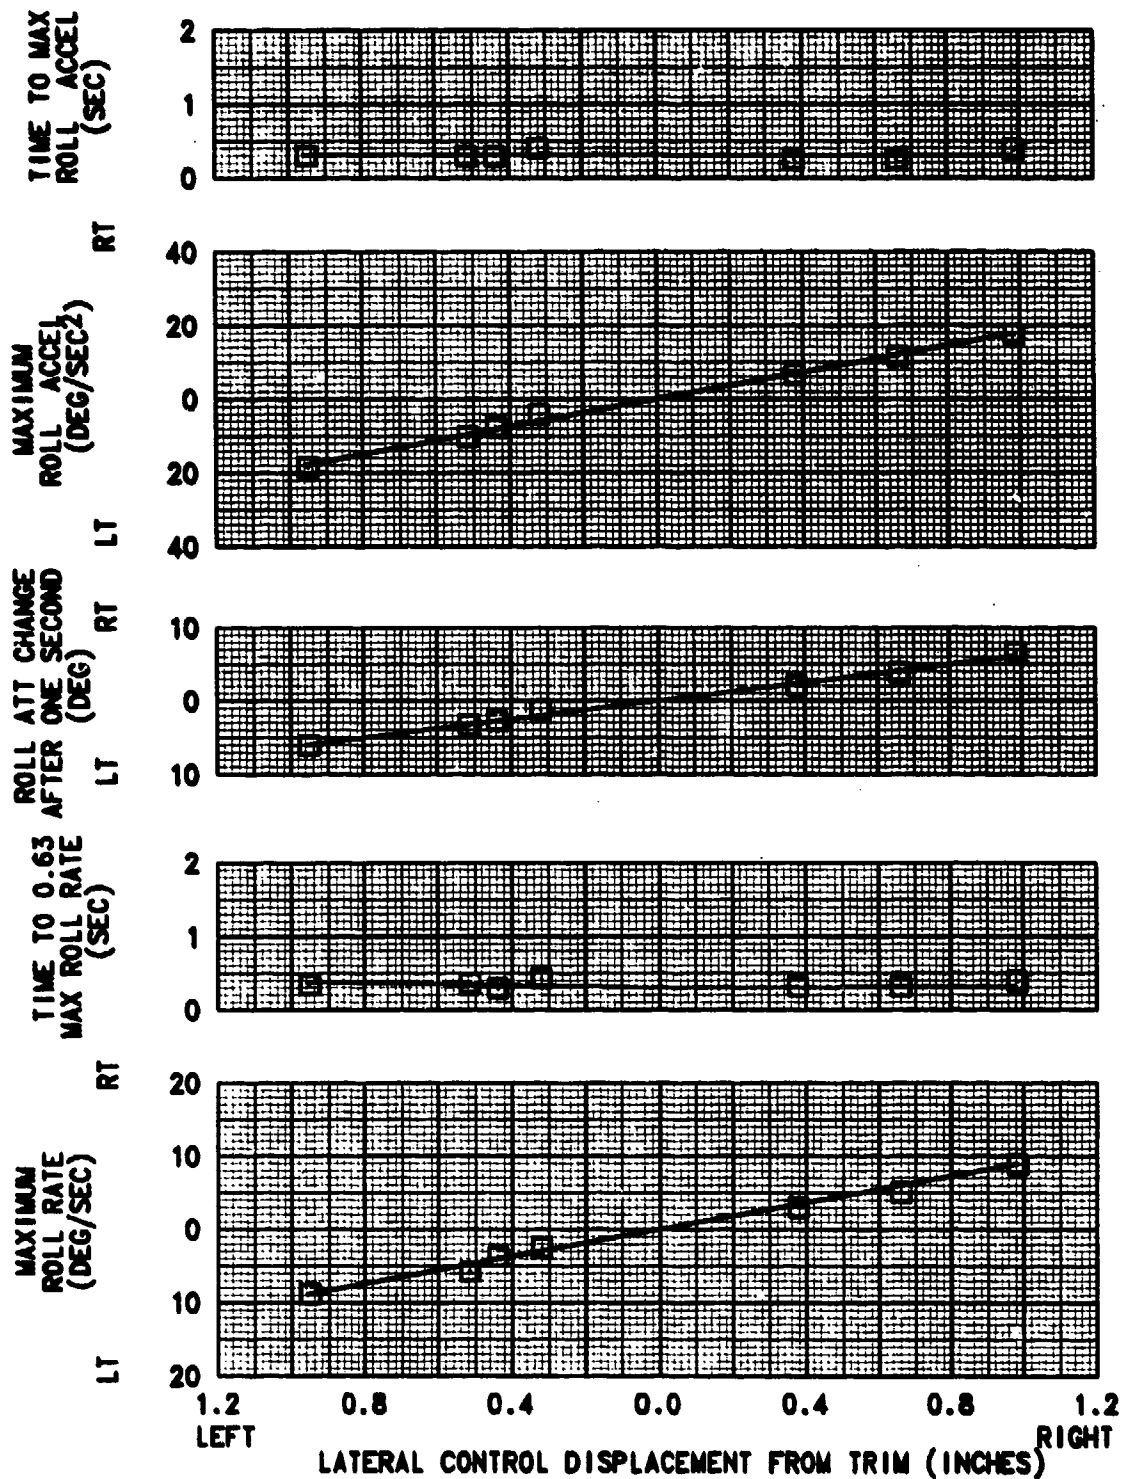 TIME TO MAX
ROLL ACCEL
(SEC)
2
1
0
MAXIMUM
ROLL ACCEL
(DEG/SEC2)
RT
LT
40
20
0
20
40
ROLL ATT CHANGE
AFTER ONE SECOND
(DEG)
RT
LT
10
0
10
TIME TO 0.63
MAX ROLL RATE
(SEC)
2
1
0
MAXIMUM
ROLL RATE
(DEG/SEC)
RT
LT
20
10
0
10
20
1.2 0.8 0.4 0.0 0.4 0.8 1.2
LEFT RIGHT
LATERAL CONTROL DISPLACEMENT FROM TRIM (INCHES)